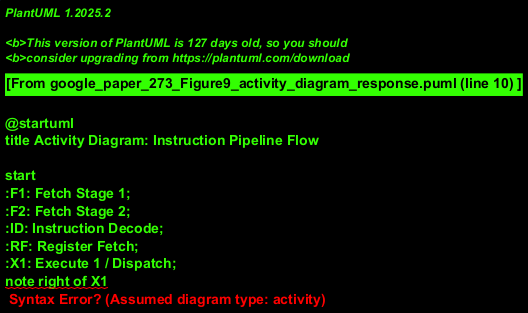 PlantUML 1.2025.2
<b>This version of PlantUML is 127 days old, so you should
<b>consider upgrading from https://plantuml.com/download
[From google_paper_273_Figure9_activity_diagram_response.puml (line 10) ]
@startuml
title Activity Diagram: Instruction Pipeline Flow
start
:F1: Fetch Stage 1;
:F2: Fetch Stage 2;
:ID: Instruction Decode;
:RF: Register Fetch;
:X1: Execute 1 / Dispatch;
note right of X1
Syntax Error? (Assumed diagram type: activity)